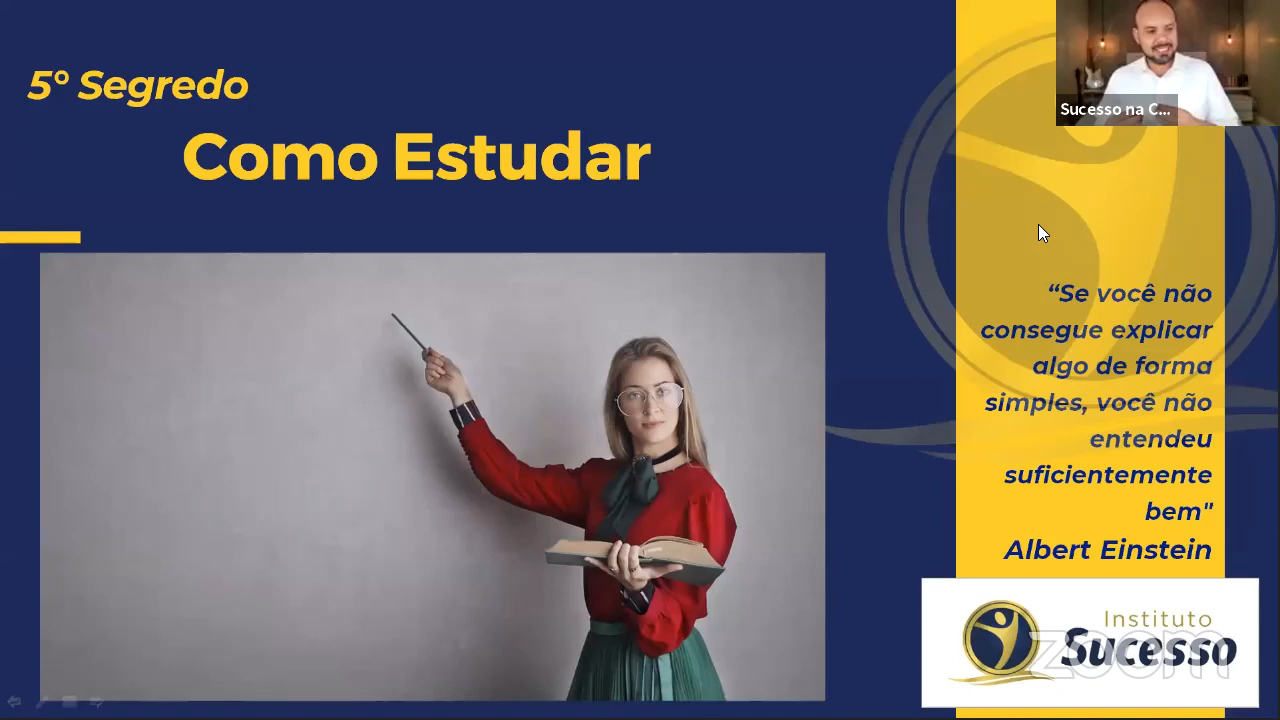 5º Segredo
Como Estudar
Sucesso na C...
“Se você não
consegue explicar
algo de forma
simples, você não
entendeu
suficientemente
bem"
Albert Einstein
Instituto
Sucesso
zoom